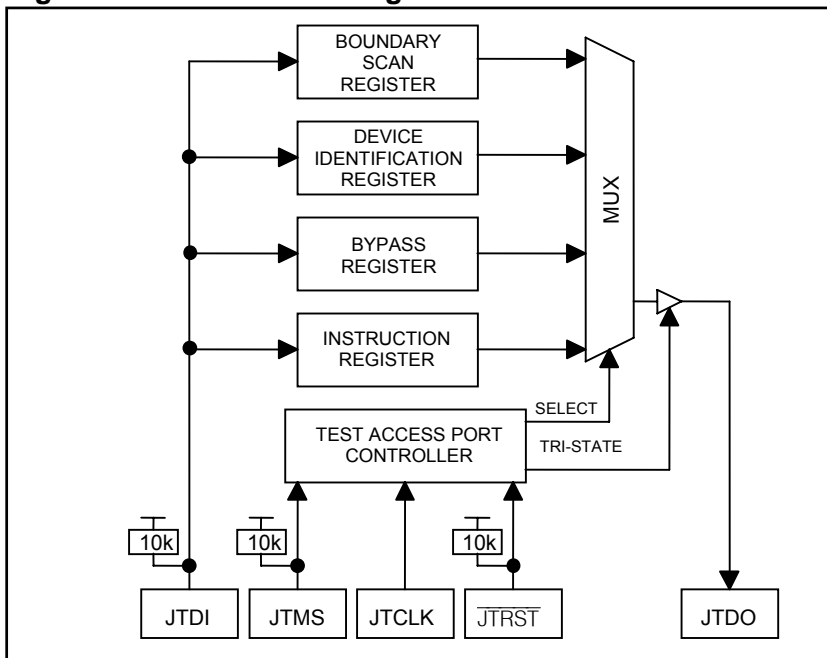 BOUNDARY
SCAN
REGISTER
DEVICE
IDENTIFICATION
REGISTER
BYPASS
REGISTER
INSTRUCTION
REGISTER
MUX
SELECT
TEST ACCESS PORT
CONTROLLER
TRI-STATE
10k
10k
10k
JTDI
JTMS
JTCLK
JTRST
JTDO